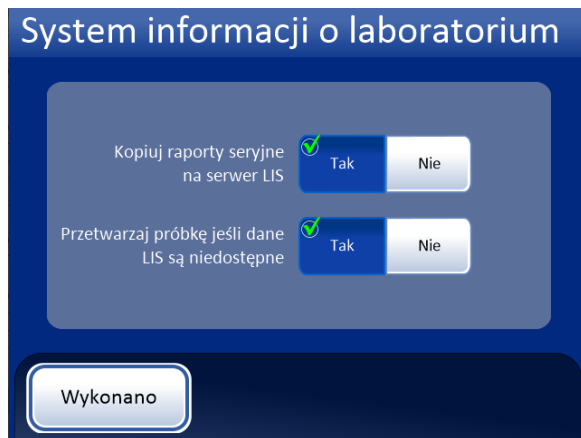 System informacji o laboratorium
Kopiuj raporty seryjne
na serwer LIS
Tak
Nie
Przetwarzaj próbkę jeśli dane
LIS są niedostępne
Tak
Nie
Wykonano